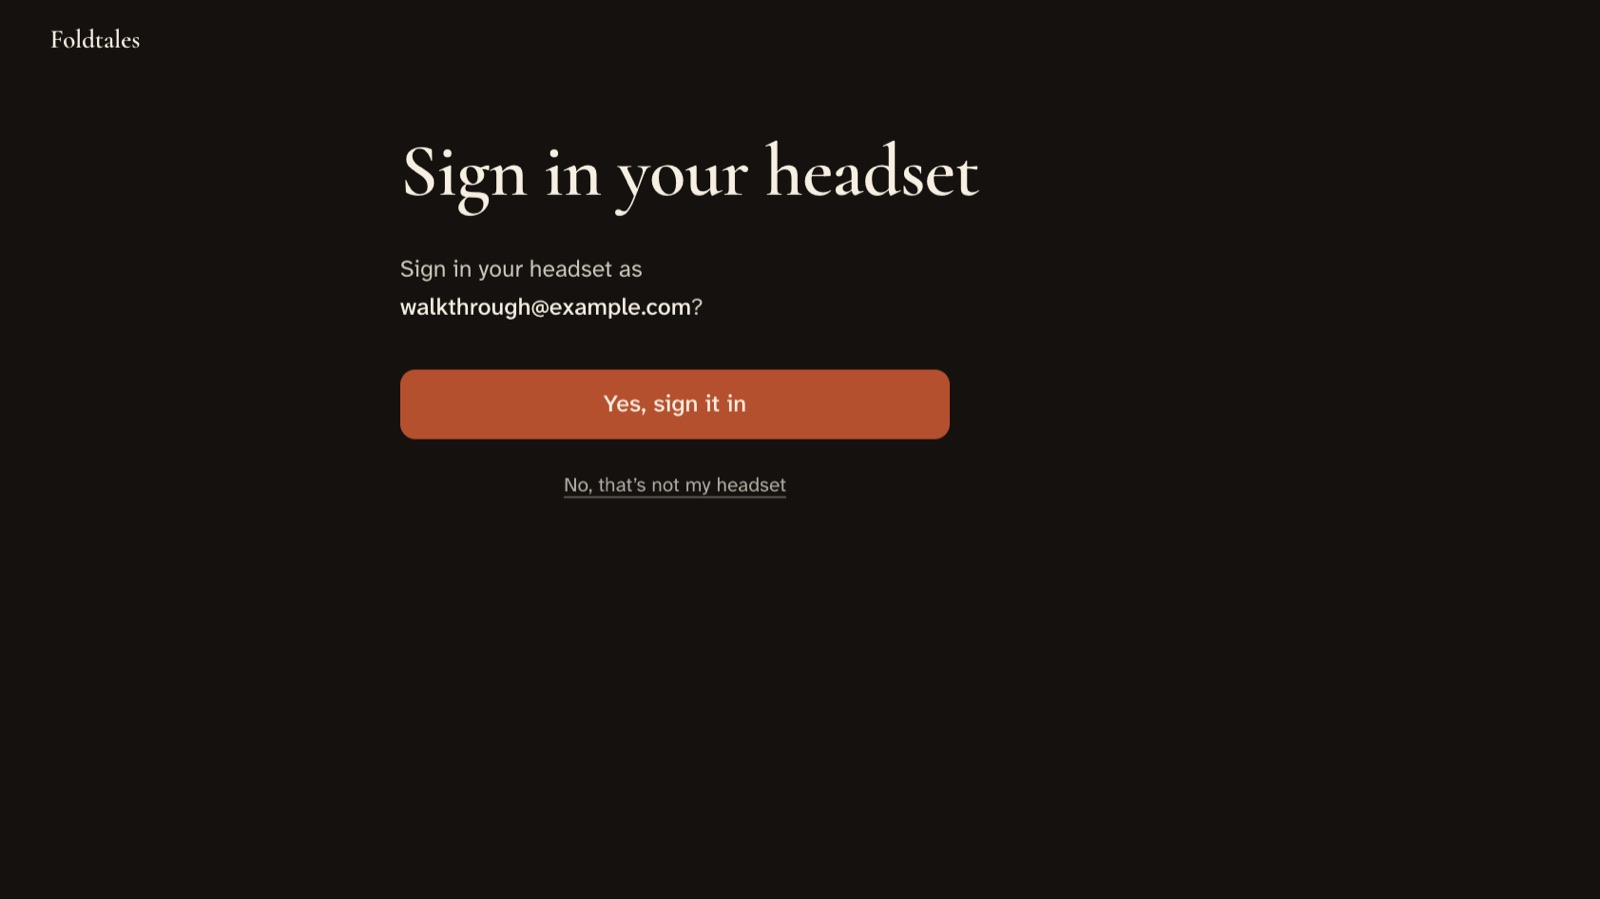 Foldtales
Sign in your headset
Sign in your headset as
walkthrough@example.com?
Yes, sign it in
No, that’s not my headset